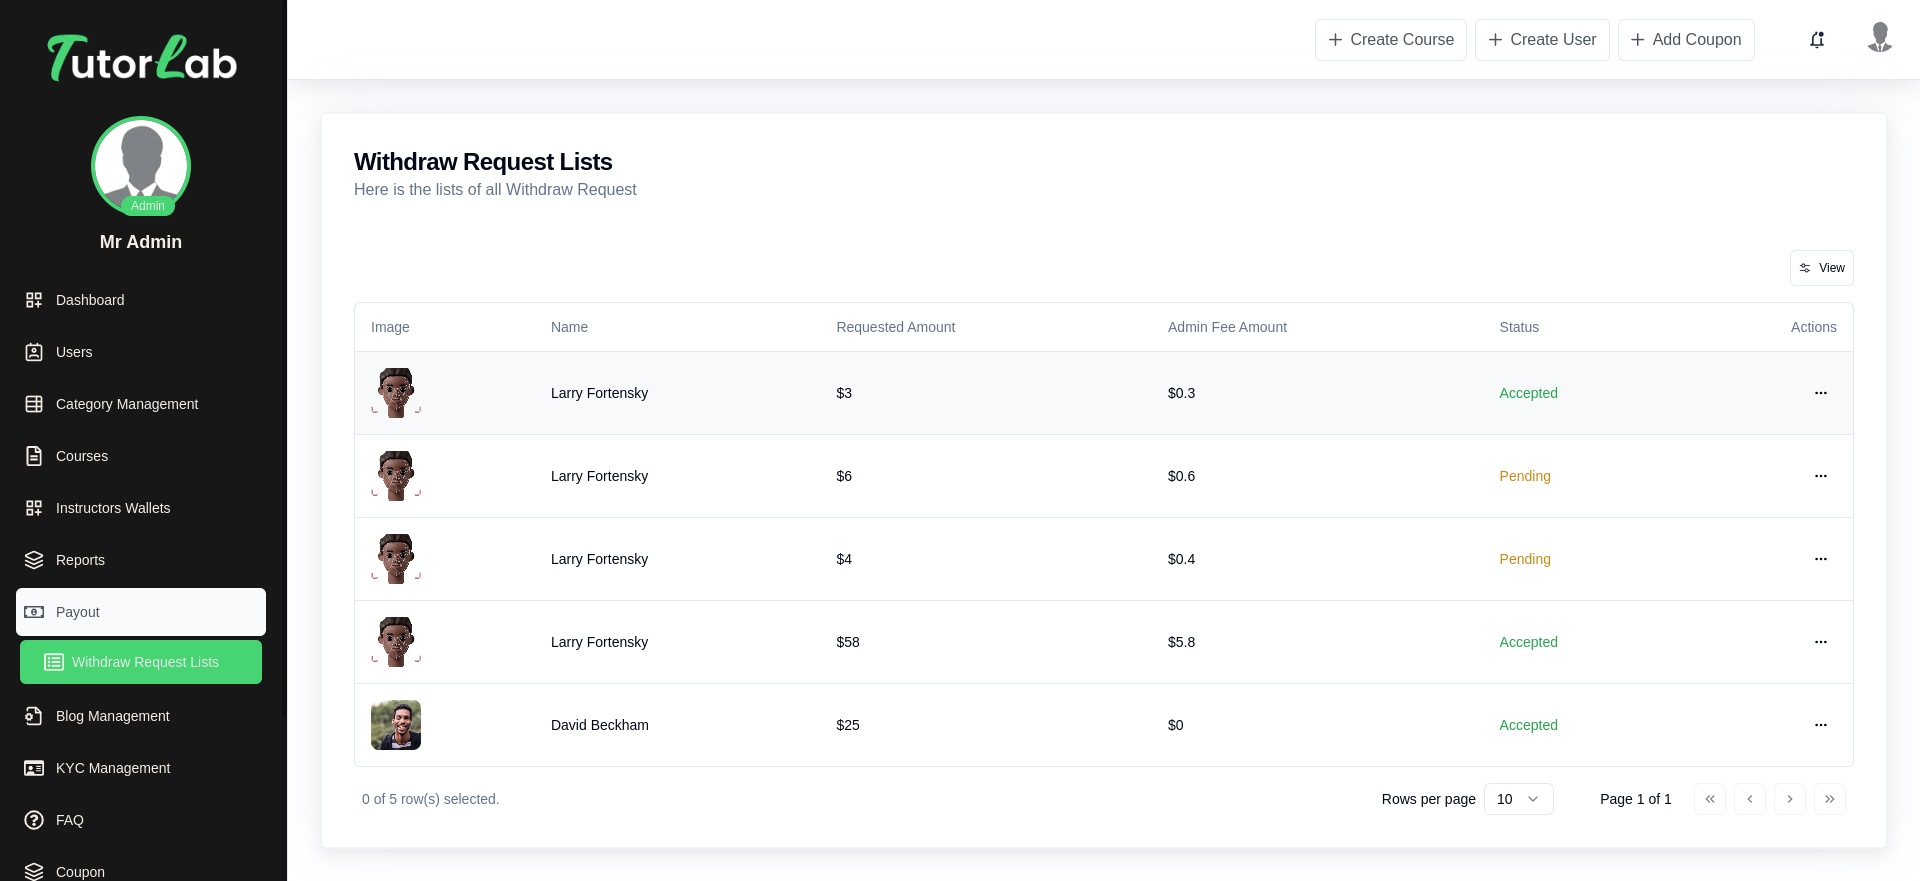 TutorLab
Admin
Mr Admin
Dashboard
Users
Category Management
Courses
Instructors Wallets
Reports
Payout
Withdraw Request Lists
Blog Management
KYC Management
FAQ
Coupon
Create Course
Create User
Add Coupon
Withdraw Request Lists
Here is the lists of all Withdraw Request
View
Image Name Requested Amount Admin Fee Amount Status Actions
Larry Fortensky $3 $0.3 Accepted
Larry Fortensky $6 $0.6 Pending
Larry Fortensky $4 $0.4 Pending
Larry Fortensky $58 $5.8 Accepted
David Beckham $25 $0 Accepted
0 of 5 row(s) selected. Rows per page 10 Page 1 of 1